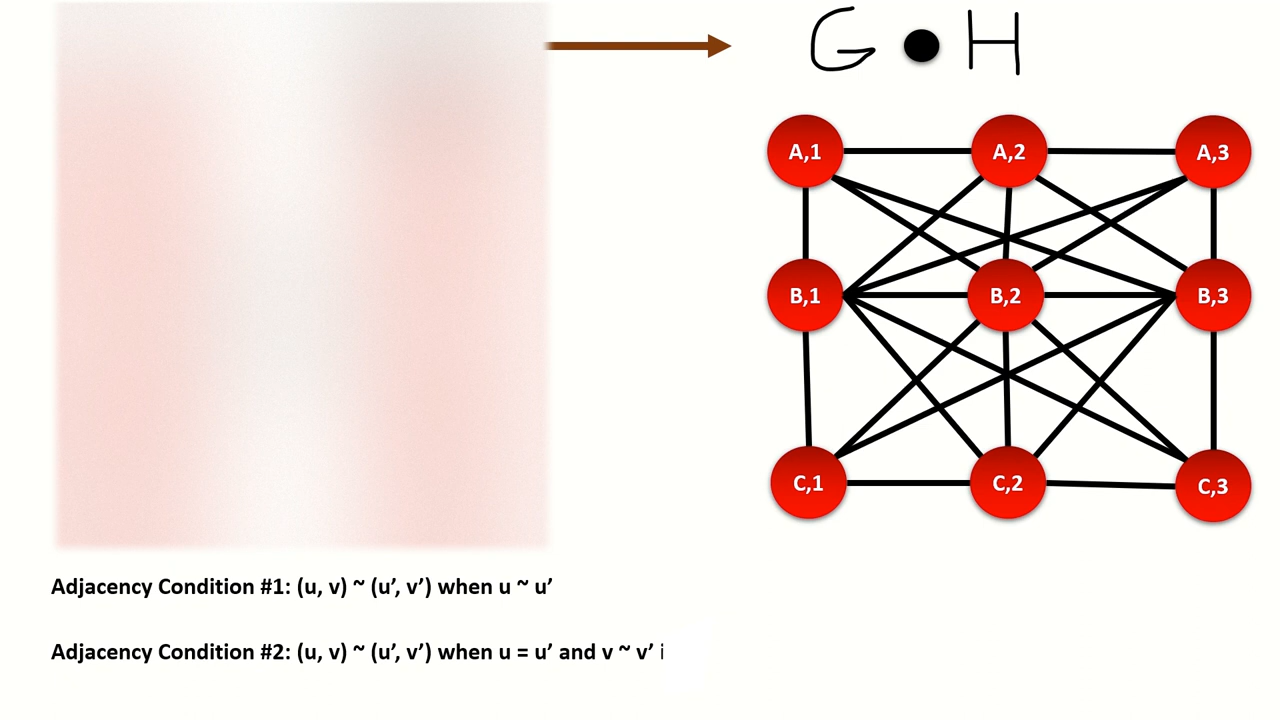 G • H
A,1 A,2 A,3
B,1 B,2 B,3
C,1 C,2 C,3
Adjacency Condition #1: (u, v) ~ (u’, v’) when u ~ u’
Adjacency Condition #2: (u, v) ~ (u’, v’) when u = u’ and v ~ v’ i